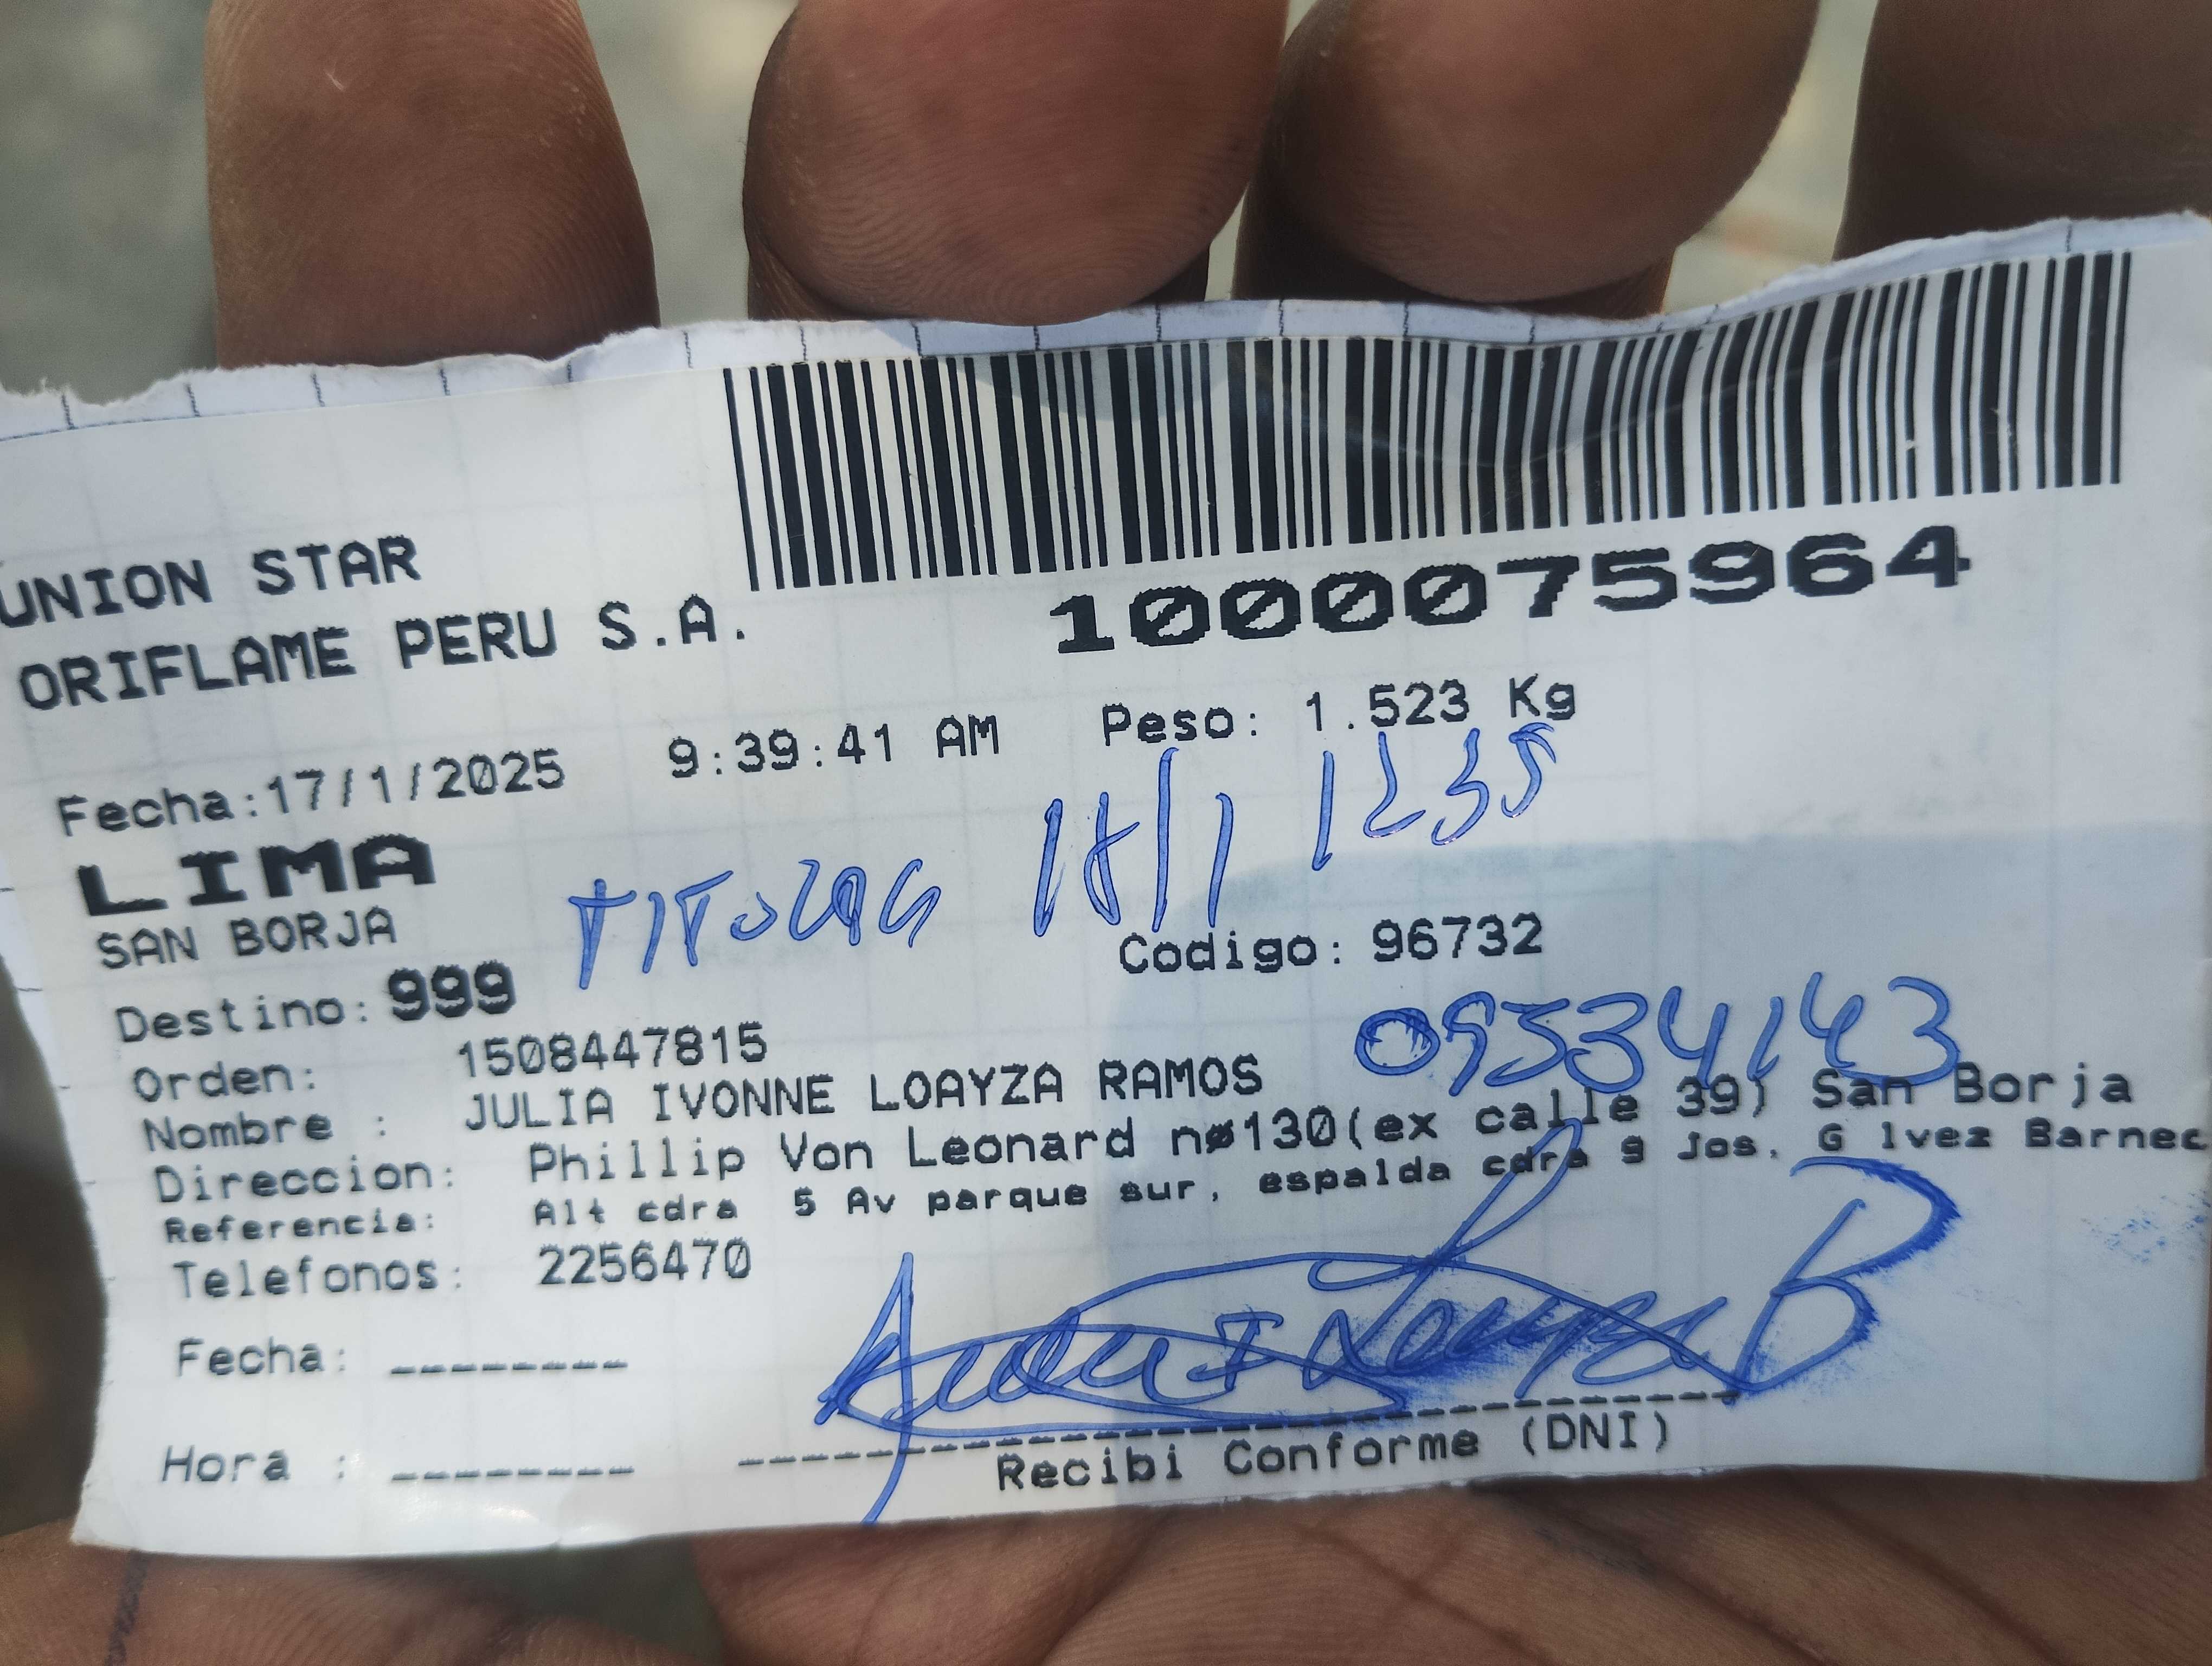 UNION STAR
ORIFLAME PERU S.A.
1000075964
Fecha:17/1/2025 9:39:41 AM Peso: 1.523 Kg
LIMA
TITULAR 18/1 1235
SAN BORJA
Destino: 999 Codigo: 96732
Orden: 1508447815
09334143
Nombre : JULIA IVONNE LOAYZA RAMOS
Direccion: Phillip Von Leonard nø130(ex calle 39) San Borja
Referencia: Alt cdra 5 Av parque sur, espalda cdra 9 Jos. G lvez Barnec
Telefonos: 2256470
Fecha: --------
Hora : --------
Recibi Conforme (DNI)